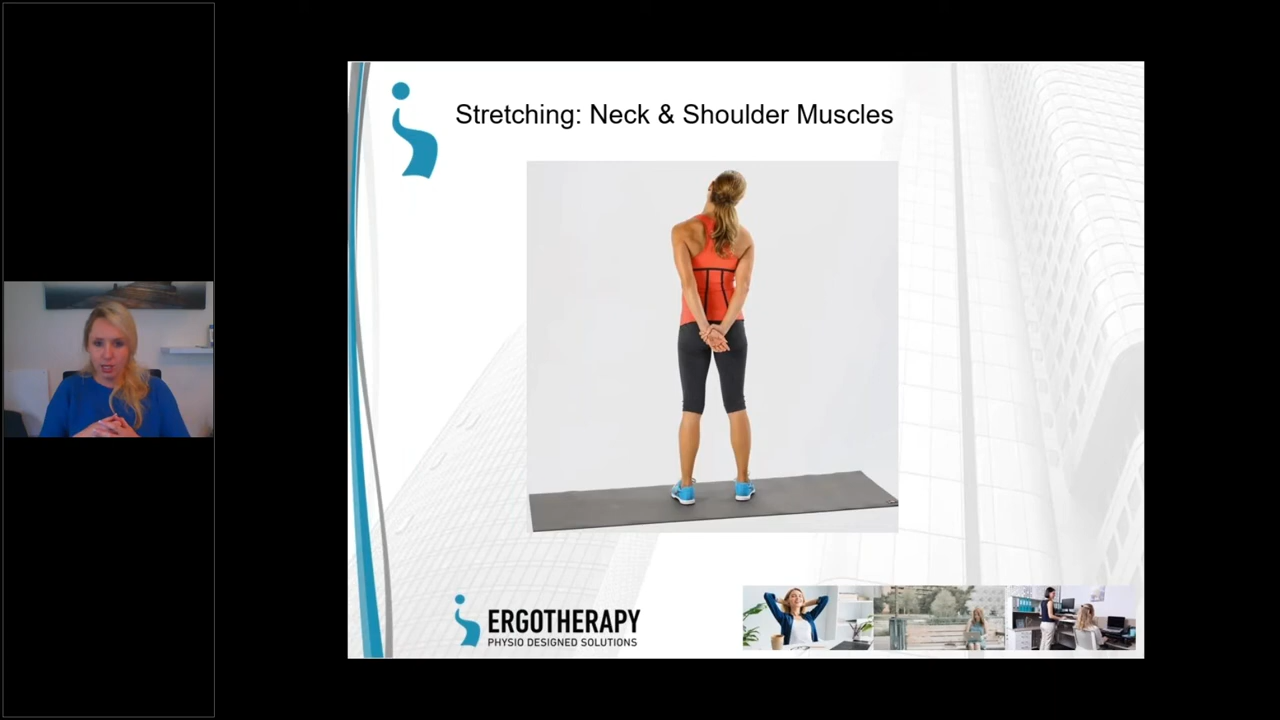 Stretching: Neck & Shoulder Muscles
ERGOTHERAPY
PHYSIO DESIGNED SOLUTIONS